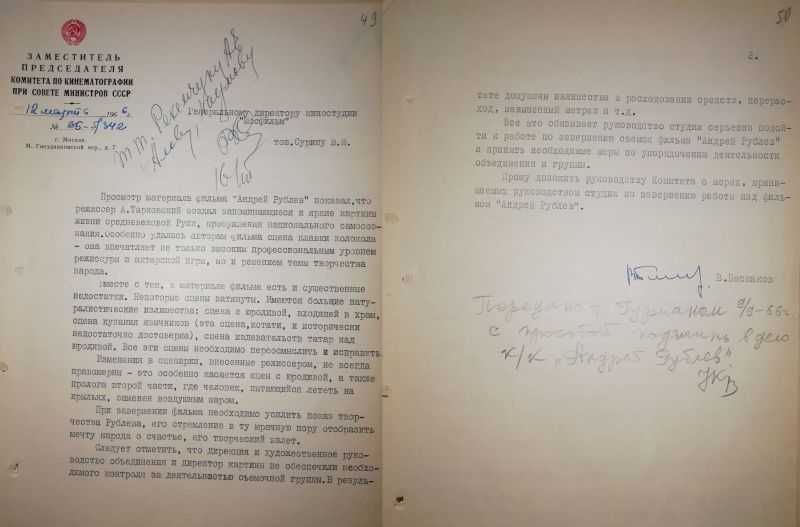 49
ЗАМЕСТИТЕЛЬ
ПРЕДСЕДАТЕЛЯ
КОМИТЕТА ПО КИНЕМАТОГРАФИИ
ПРИ СОВЕТЕ МИНИСТРОВ СССР
12 марта 1966 г.
№
г. Москва,
М. Гнездниковский пер., д. 7
т.т. Рекемчуку А.Е.
Алову, Наумову
Генеральному директору киностудии
"Мосфильм"
тов.Сурину В.Н.
Просмотр материала фильма "Андрей Рублев" показал,что
режиссер А.Тарковский создал запоминающиеся и яркие картины
жизни средневековой Руси, пробуждения национального самосоз-
нания.Особенно удалась авторам фильма сцена плавки колокола
- она впечатляет не только высоким профессиональным уровнем
режиссуры и актерской игры, но и решением темы творчества
народа.
Вместе с тем, в материале фильма есть и существенные
недостатки. Некоторые сцены затянуты. Имеются большие нату-
ралистические излишества: сцена с юродивой, входящей в храм,
сцена купания язычников (эта сцена,кстати, и исторически
недостаточно достоверна), сцена издевательств татар над
юродивой. Все эти сцены необходимо переосмыслить и исправить.
Изменения в сценарии, внесенные режиссером, не всегда
правомерны - это особенно касается сцен с юродивой, а также
пролога второй части, где человек, пытающийся лететь на
крыльях, заменен воздушным шаром.
При завершении фильма необходимо усилить показ твор-
чества Рублева, его стремление в ту мрачную пору отобразить
мечту народа о счастье, его творческий взлет.
Следует отметить, что дирекция и художественное руко-
водство объединения и директор картины не обеспечили необхо-
димого контроля за деятельностью съемочной группы.В резуль-
50
2.
тате допущены излишества в расходовании средств, перерас-
ход, завышенный метраж и т.д.
Все это обязывает руководство студии серьезно подой-
ти к работе по завершению съемок фильма "Андрей Рублев"
и принять необходимые меры по упорядочению деятельности
объединения и группы.
Прошу доложить руководству Комитета о мерах, прини-
маемых руководством студии по завершению работы над филь-
мом "Андрей Рублев".
В.Баскаков
Передано т.
с просьбой подшить в дело
к/к "Андрей Рублев".